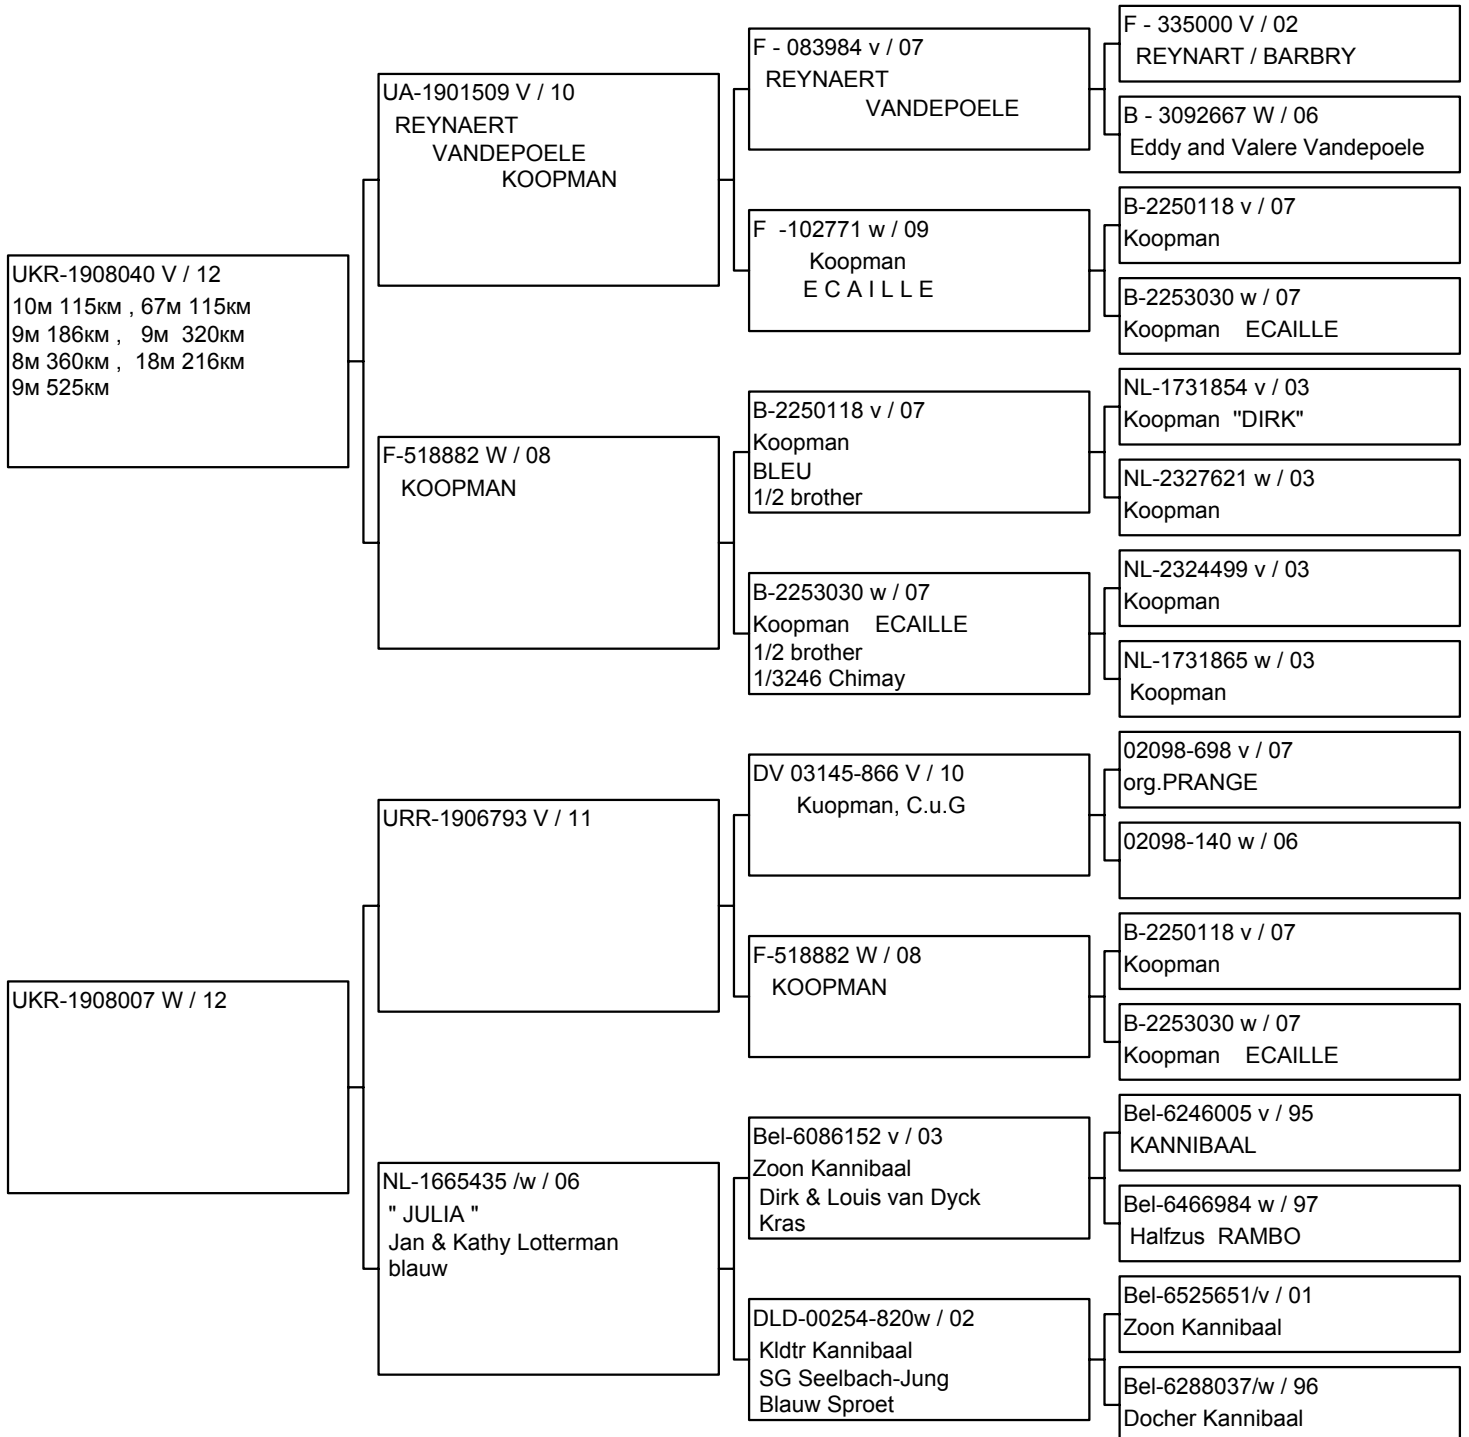 UKR-1908040 V / 12
10м 115км , 67м 115км
9м 186км , 9м 320км
8м 360км , 18м 216км
9м 525км
UKR-1908007 W / 12
UA-1901509 V / 10
REYNAERT
VANDEPOELE
KOOPMAN
F-518882 W / 08
KOOPMAN
URR-1906793 V / 11
NL-1665435 /w / 06
" JULIA "
Jan & Kathy Lotterman
blauw
F - 083984 v / 07
REYNAERT
VANDEPOELE
F -102771 w / 09
Koopman
E C A I L L E
B-2250118 v / 07
Koopman
BLEU
1/2 brother
B-2253030 w / 07
Koopman ECAILLE
1/2 brother
1/3246 Chimay
DV 03145-866 V / 10
Kuopman, C.u.G
F-518882 W / 08
KOOPMAN
Bel-6086152 v / 03
Zoon Kannibaal
Dirk & Louis van Dyck
Kras
DLD-00254-820w / 02
Kldtr Kannibaal
SG Seelbach-Jung
Blauw Sproet
F - 335000 V / 02
REYNART / BARBRY
B - 3092667 W / 06
Eddy and Valere Vandepoele
B-2250118 v / 07
Koopman
B-2253030 w / 07
Koopman ECAILLE
NL-1731854 v / 03
Koopman "DIRK"
NL-2327621 w / 03
Koopman
NL-2324499 v / 03
Koopman
NL-1731865 w / 03
Koopman
02098-698 v / 07
org.PRANGE
02098-140 w / 06
B-2250118 v / 07
Koopman
B-2253030 w / 07
Koopman ECAILLE
Bel-6246005 v / 95
KANNIBAAL
Bel-6466984 w / 97
Halfzus RAMBO
Bel-6525651/v / 01
Zoon Kannibaal
Bel-6288037/w / 96
Docher Kannibaal